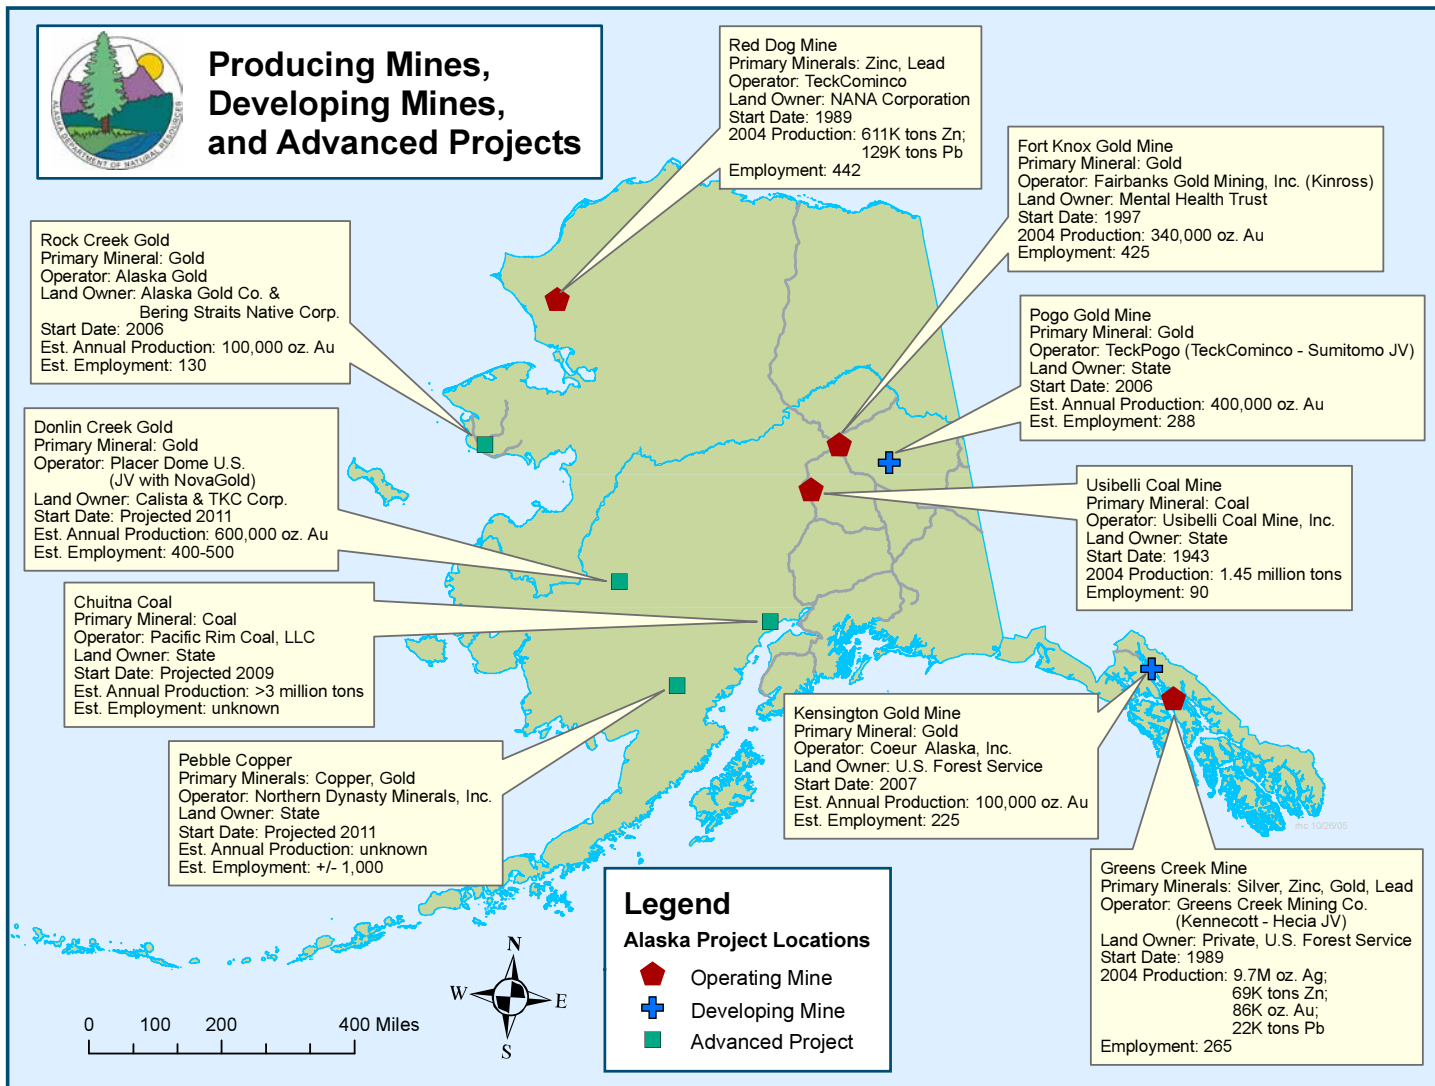 ALASKA DEPARTMENT OF NATURAL RESOURCES
Producing Mines,
Developing Mines,
and Advanced Projects
Red Dog Mine
Primary Minerals: Zinc, Lead
Operator: TeckCominco
Land Owner: NANA Corporation
Start Date: 1989
2004 Production: 611K tons Zn;
129K tons Pb
Employment: 442
Fort Knox Gold Mine
Primary Mineral: Gold
Operator: Fairbanks Gold Mining, Inc. (Kinross)
Land Owner: Mental Health Trust
Start Date: 1997
2004 Production: 340,000 oz. Au
Employment: 425
Rock Creek Gold
Primary Mineral: Gold
Operator: Alaska Gold
Land Owner: Alaska Gold Co. &
Bering Straits Native Corp.
Start Date: 2006
Est. Annual Production: 100,000 oz. Au
Est. Employment: 130
Pogo Gold Mine
Primary Mineral: Gold
Operator: TeckPogo (TeckCominco - Sumitomo JV)
Land Owner: State
Start Date: 2006
Est. Annual Production: 400,000 oz. Au
Est. Employment: 288
Donlin Creek Gold
Primary Mineral: Gold
Operator: Placer Dome U.S.
(JV with NovaGold)
Land Owner: Calista & TKC Corp.
Start Date: Projected 2011
Est. Annual Production: 600,000 oz. Au
Est. Employment: 400-500
Usibelli Coal Mine
Primary Mineral: Coal
Operator: Usibelli Coal Mine, Inc.
Land Owner: State
Start Date: 1943
2004 Production: 1.45 million tons
Employment: 90
Chuitna Coal
Primary Mineral: Coal
Operator: Pacific Rim Coal, LLC
Land Owner: State
Start Date: Projected 2009
Est. Annual Production: >3 million tons
Est. Employment: unknown
Kensington Gold Mine
Primary Mineral: Gold
Operator: Coeur Alaska, Inc.
Land Owner: U.S. Forest Service
Start Date: 2007
Est. Annual Production: 100,000 oz. Au
Est. Employment: 225
Pebble Copper
Primary Minerals: Copper, Gold
Operator: Northern Dynasty Minerals, Inc.
Land Owner: State
Start Date: Projected 2011
Est. Annual Production: unknown
Est. Employment: +/- 1,000
rhc 10/26/05
Greens Creek Mine
Primary Minerals: Silver, Zinc, Gold, Lead
Operator: Greens Creek Mining Co.
(Kennecott - Hecia JV)
Land Owner: Private, U.S. Forest Service
Start Date: 1989
2004 Production: 9.7M oz. Ag;
69K tons Zn;
86K oz. Au;
22K tons Pb
Employment: 265
Legend
Alaska Project Locations
Operating Mine
Developing Mine
Advanced Project
N
W
E
S
0 100 200 400 Miles